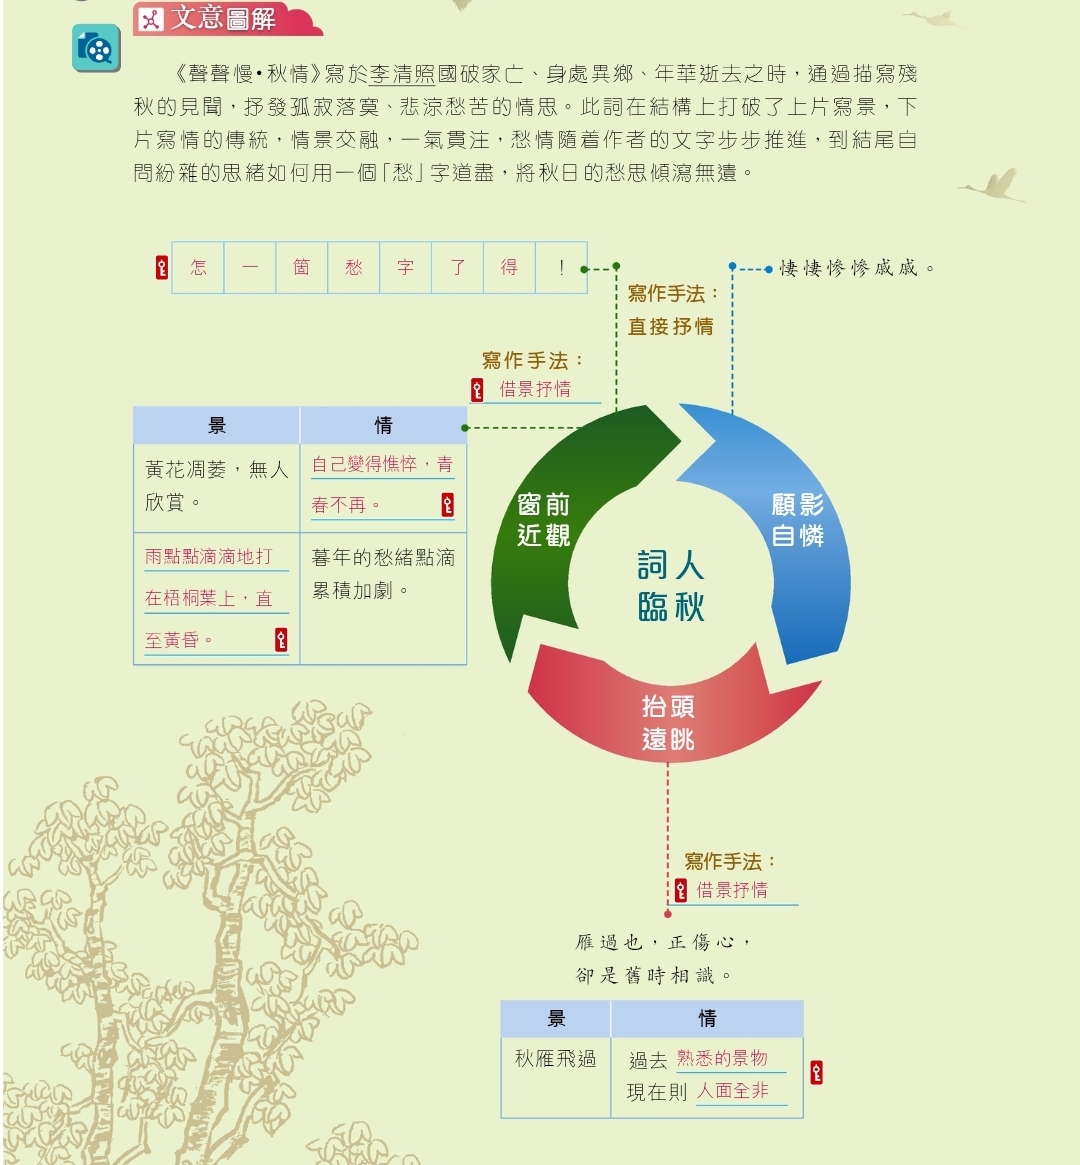 文意圖解
《聲聲慢•秋情》寫於李清照國破家亡、身處異鄉、年華逝去之時，通過描寫殘
秋的見聞，抒發孤寂落寞、悲涼愁苦的情思。此詞在結構上打破了上片寫景，下
片寫情的傳統，情景交融，一氣貫注，愁情隨着作者的文字步步推進，到結尾自
問紛雜的思緒如何用一個「愁」字道盡，將秋日的愁思傾瀉無遺。
怎一箇愁字了得！
悽悽慘慘戚戚。
寫作手法：
直接抒情
寫作手法：
借景抒情
景
情
黃花凋萎，無人
欣賞。
自己變得憔悴，青
春不再。
雨點點滴滴地打
在梧桐葉上，直
至黃昏。
暮年的愁緒點滴
累積加劇。
窗前
近觀
顧影
自憐
詞人
臨秋
抬頭
遠眺
寫作手法：
借景抒情
雁過也，正傷心，
卻是舊時相識。
景
情
秋雁飛過
過去 熟悉的景物
現在則 人面全非